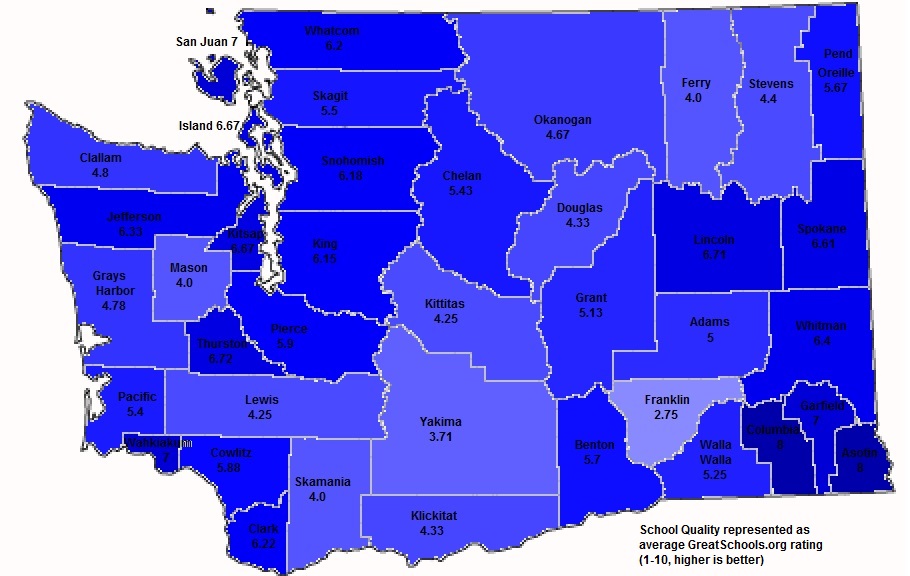 San Juan 7
Whatcom
6.2
Skagit
5.5
Island 6.67
Snohomish
6.18
Okanogan
4.67
Ferry
4.0
Stevens
4.4
Pend
Oreille
5.67
Clallam
4.8
Chelan
5.43
Douglas
4.33
Jefferson
6.33
Kitsap
6.67
King
6.15
Lincoln
6.71
Spokane
6.61
Grays
Harbor
4.78
Mason
4.0
Kittitas
4.25
Grant
5.13
Adams
5
Whitman
6.4
Thurston
6.72
Pierce
5.9
Pacific
5.4
Lewis
4.25
Yakima
3.71
Franklin
2.75
Garfield
7
Columbia
8
Asotin
8
Wahkiakum
7
Cowlitz
5.88
Skamania
4.0
Benton
5.7
Walla
Walla
5.25
Clark
6.22
Klickitat
4.33
School Quality represented as
average GreatSchools.org rating
(1-10, higher is better)